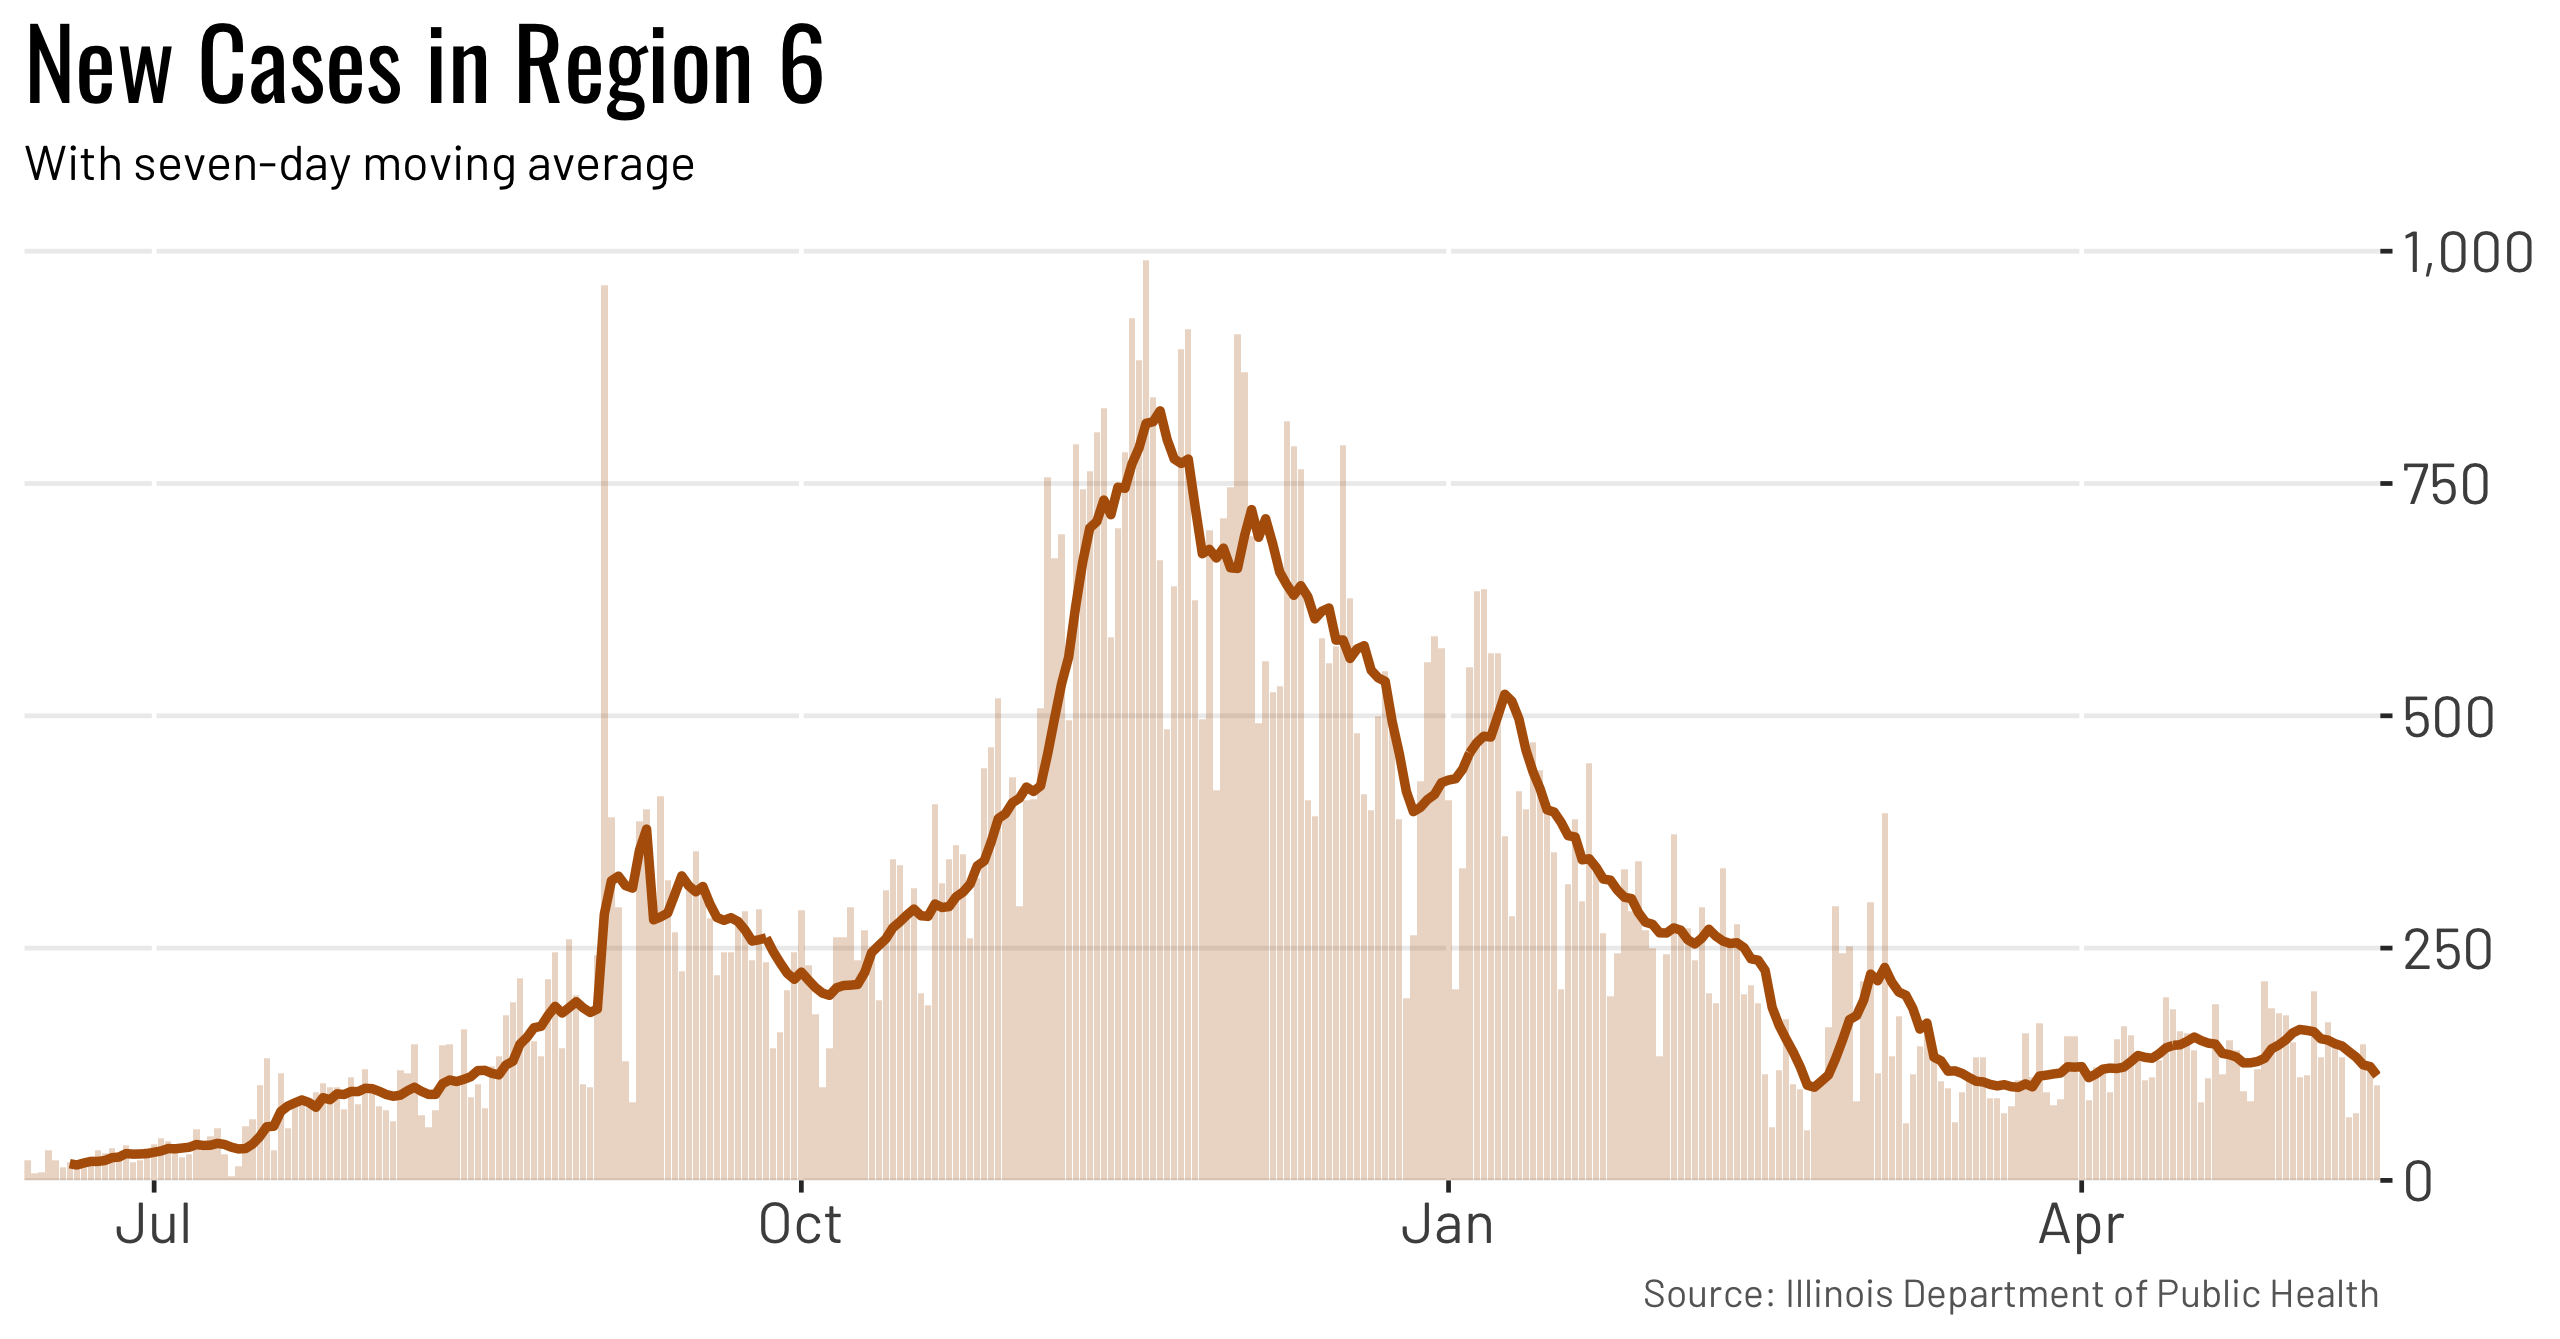 New Cases in Region 6
With seven-day moving average
1,000
750
500
250
0
Jul Oct Jan Apr
Source: Illinois Department of Public Health